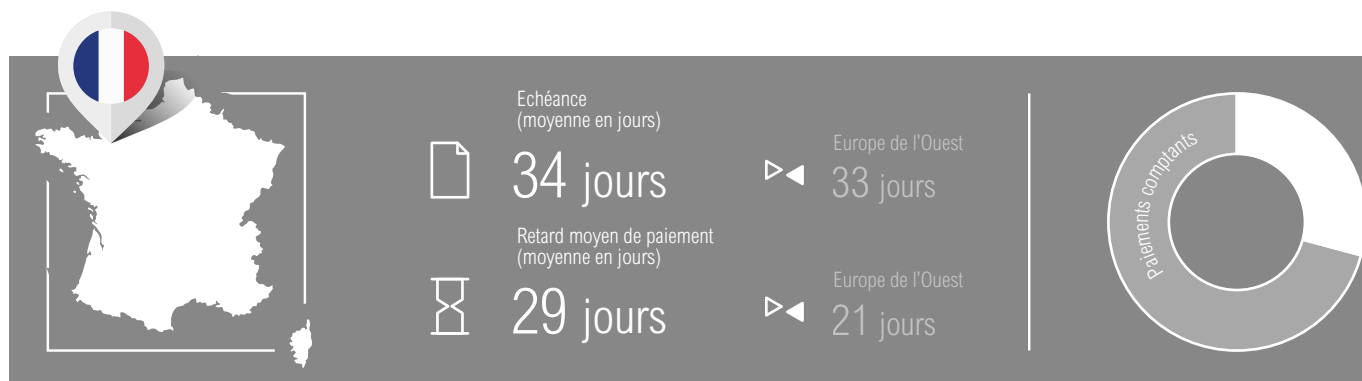 Echéance
(moyenne en jours)
34 jours
Europe de l'Ouest
33 jours
Retard moyen de paiement
(moyenne en jours)
29 jours
Europe de l'Ouest
21 jours
Paiements comptants